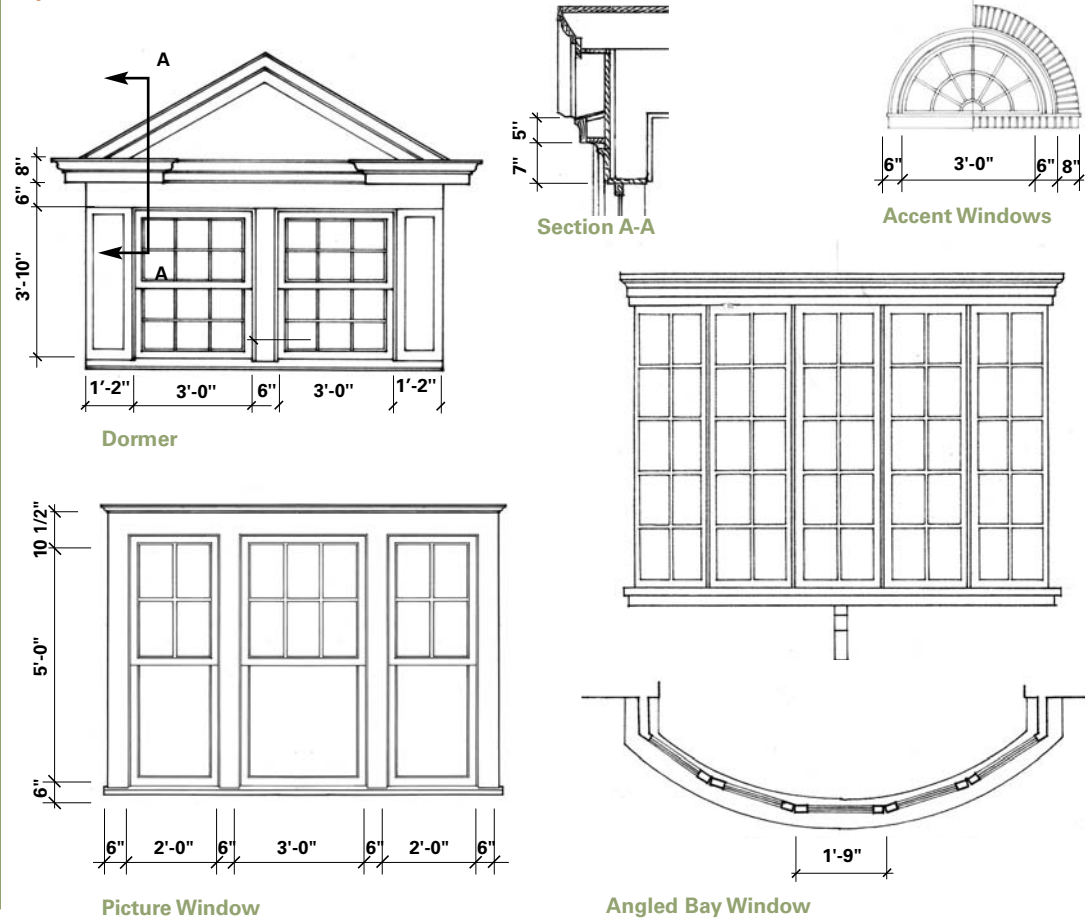 A
A
8"
6"
3'-10"
1'-2" 3'-0" 6" 3'-0" 1'-2"
Dormer
5"
7"
Section A-A
6" 3'-0" 6" 8"
Accent Windows
10 1/2"
5'-0"
6"
6" 2'-0" 6" 3'-0" 6" 2'-0" 6"
Picture Window
1'-9"
Angled Bay Window